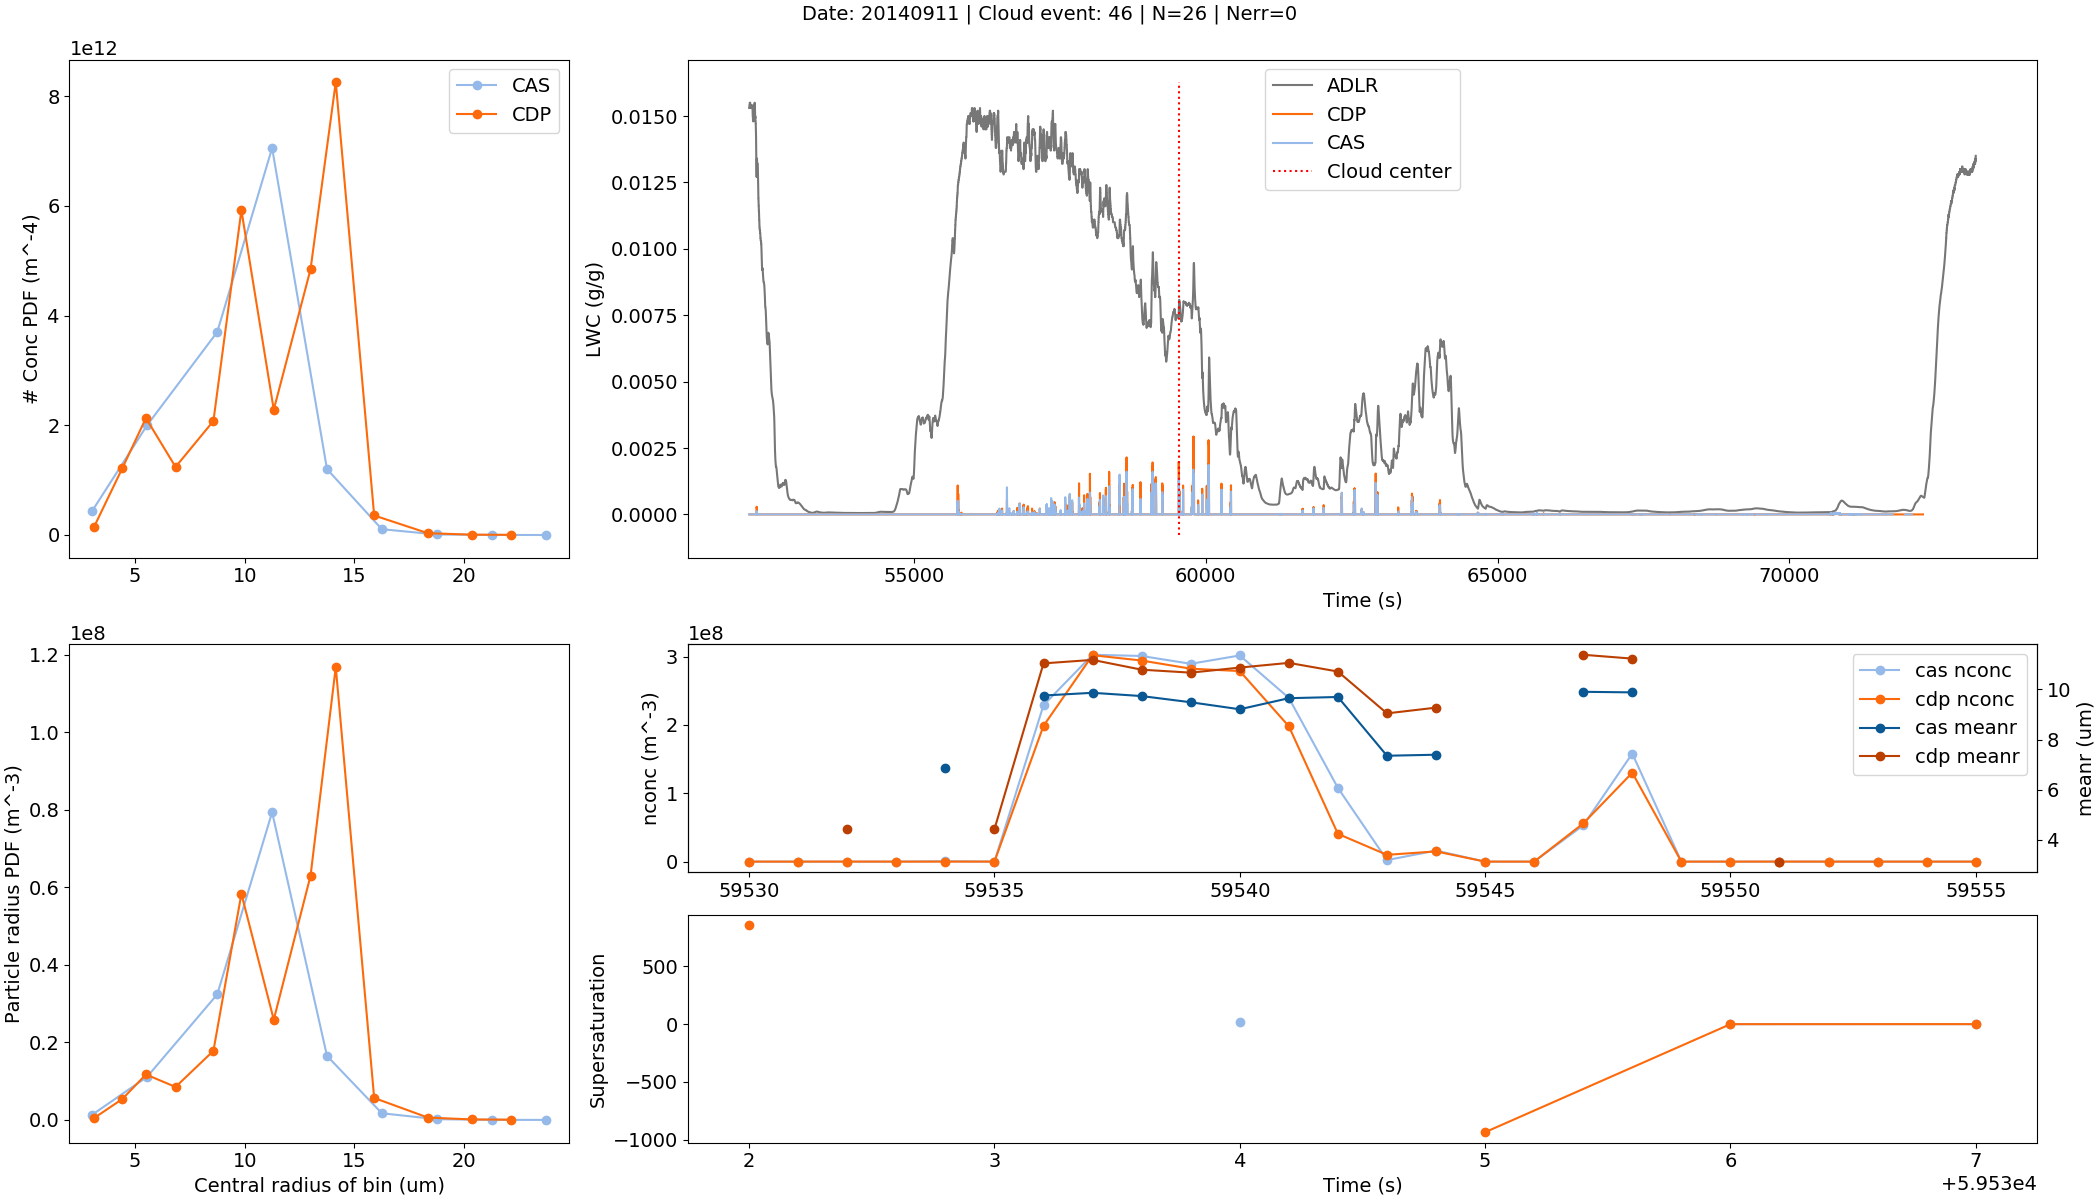 Date: 20140911 | Cloud event: 46 | N=26 | Nerr=0
1e12
# Conc PDF (m^-4)
8
6
4
2
0
5 10 15 20
CAS
CDP
LWC (g/g)
0.0150
0.0125
0.0100
0.0075
0.0050
0.0025
0.0000
55000 60000 65000 70000
Time (s)
ADLR
CDP
CAS
Cloud center
1e8
Particle radius PDF (m^-3)
1.2
1.0
0.8
0.6
0.4
0.2
0.0
5 10 15 20
Central radius of bin (um)
1e8
nconc (m^-3)
3
2
1
0
59530 59535 59540 59545 59550 59555
10
8
6
4
meanr (um)
cas nconc
cdp nconc
cas meanr
cdp meanr
Supersaturation
500
0
−500
−1000
2 3 4 5 6 7
Time (s)
+5.953e4